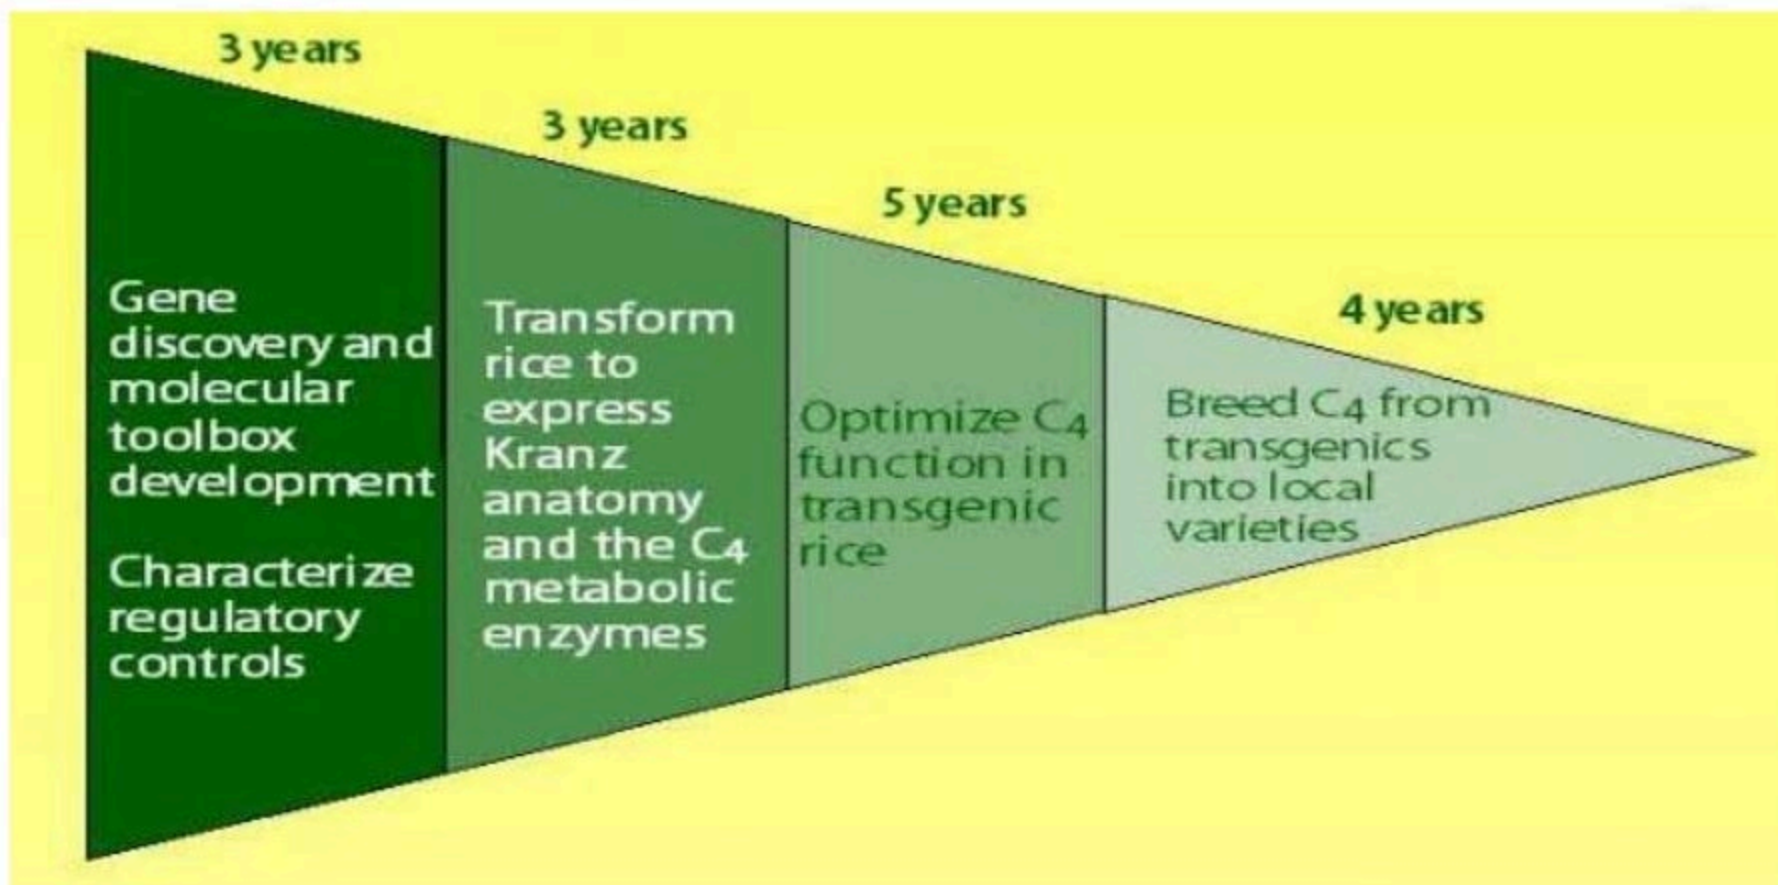 3 years
3 years
5 years
4 years
Gene
discovery and
molecular
toolbox
development
Characterize
regulatory
controls
Transform
rice to
express
Kranz
anatomy
and the C4
metabolic
enzymes
Optimize C4
function in
transgenic
rice
Breed C4 from
transgenics
into local
varieties